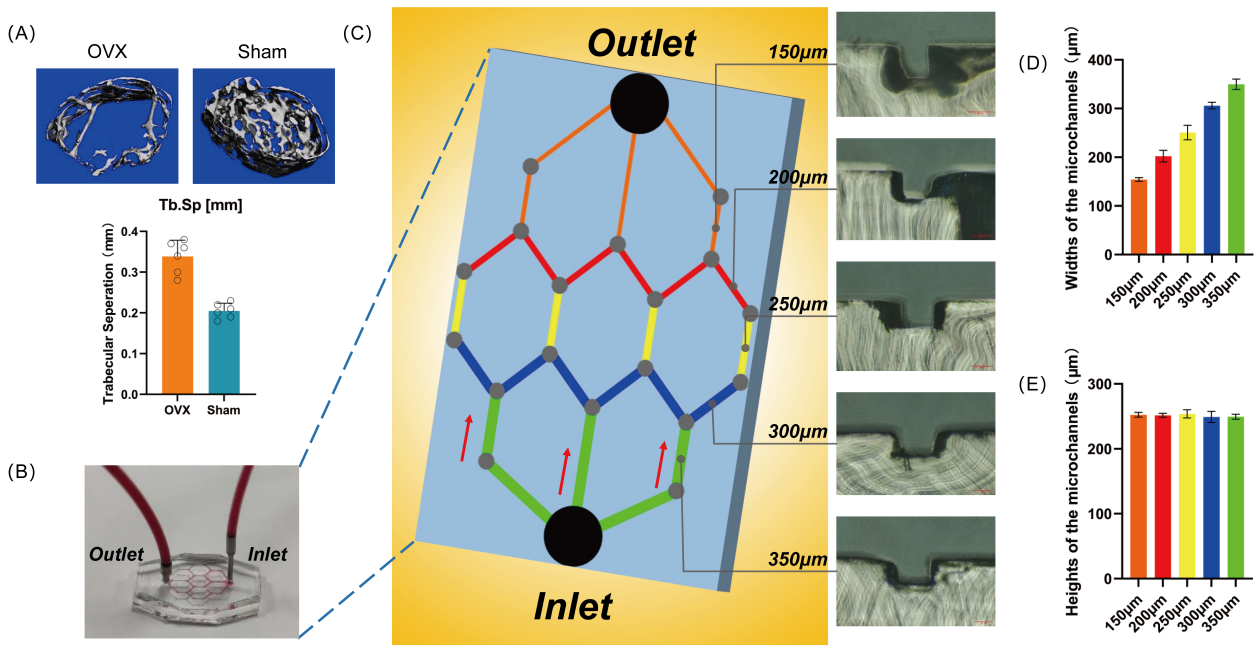 (A)
OVX
Sham
Tb.Sp [mm]
Trabecular Seperation (mm)
0.4
0.3
0.2
0.1
0.0
OVX
Sham
(B)
Outlet
Inlet
(C)
Outlet
Inlet
150μm
200μm
250μm
300μm
350μm
(D)
Widths of the microchannels (μm)
400
300
200
100
0
150μm
200μm
250μm
300μm
350μm
(E)
Heights of the microchannels (μm)
300
200
100
0
150μm
200μm
250μm
300μm
350μm